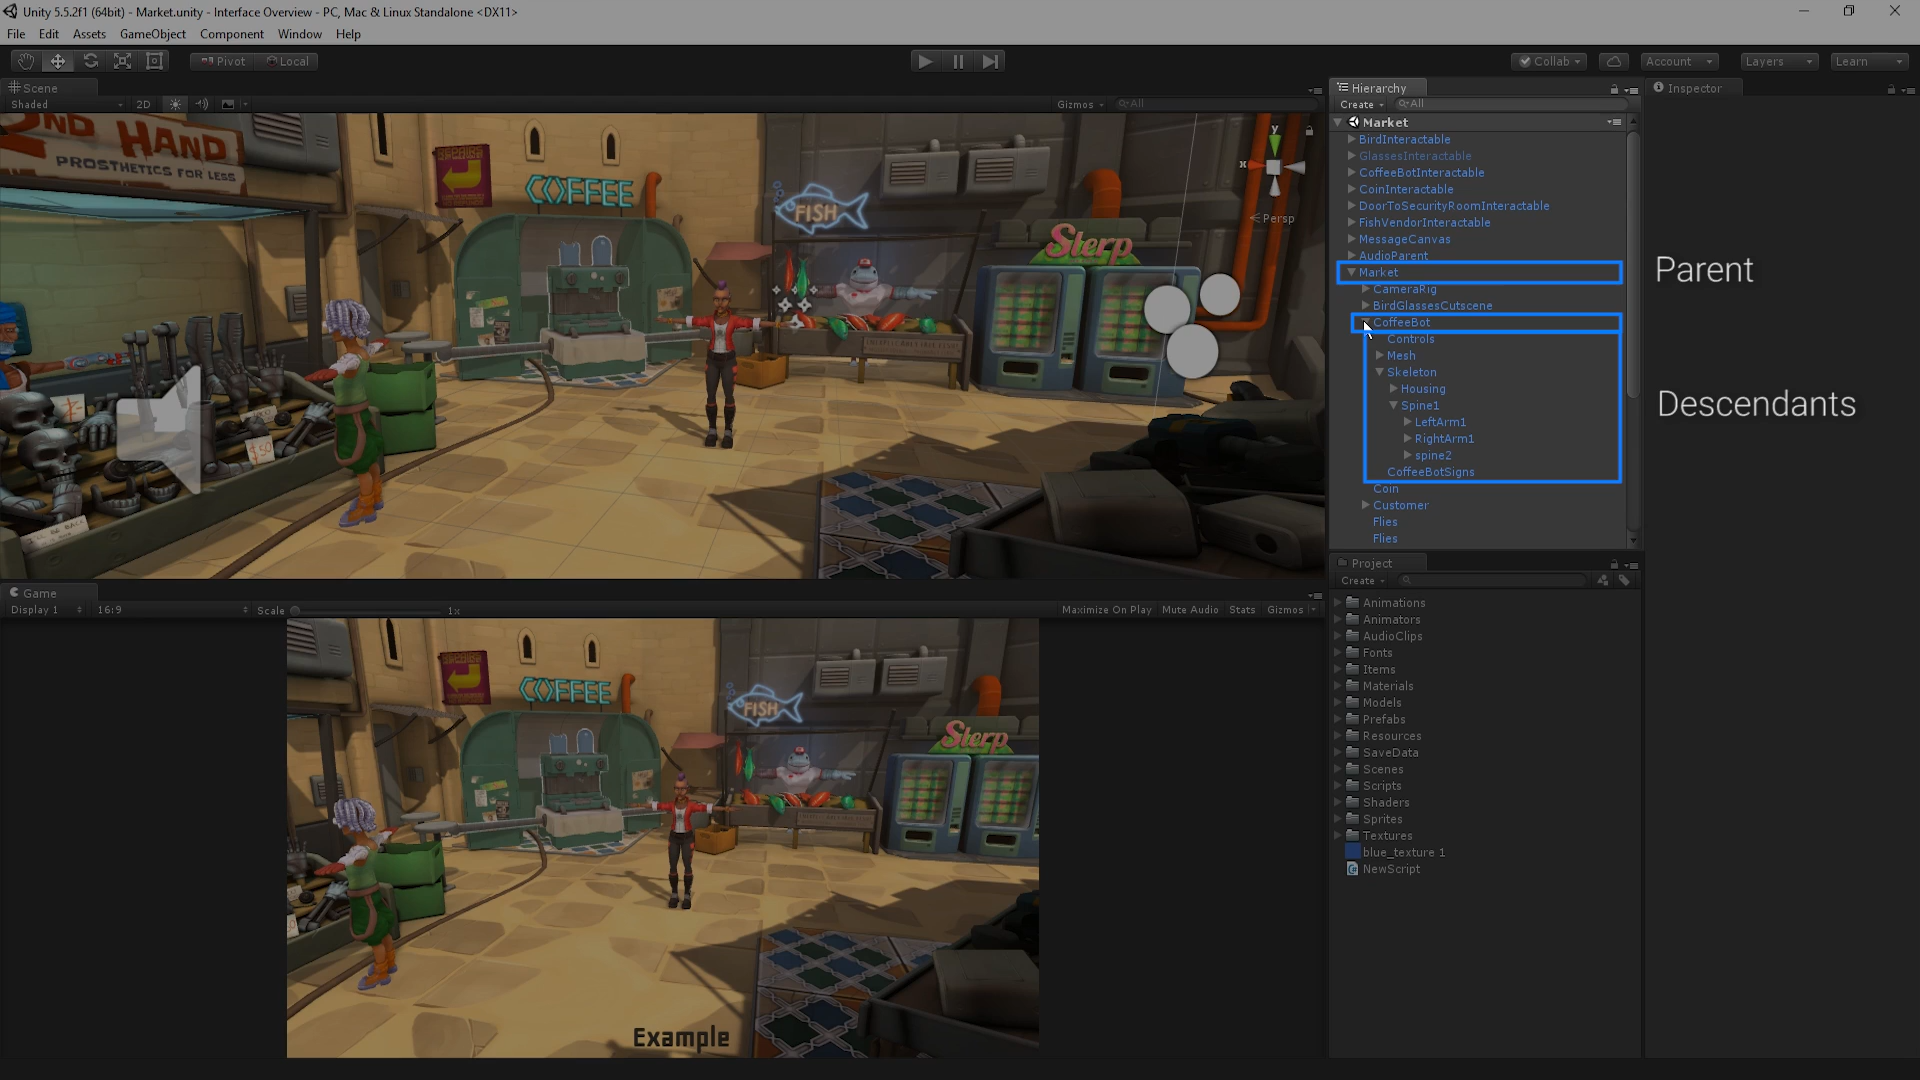 Unity 5.5.2f1 (64bit) - Market.unity - Interface Overview - PC, Mac & Linux Standalone <DX11>
File Edit Assets GameObject Component Window Help
Pivot Local Collab Account Layers Learn
Scene
Shaded 2D Gizmos All
Hierarchy
Create All
Inspector
Market
BirdInteractable
GlassesInteractable
CoffeeBotInteractable
CoinInteractable
DoorToSecurityRoomInteractable
FishVendorInteractable
MessageCanvas
AudioParent
Market
CameraRig
BirdGlassesCutscene
CoffeeBot
Controls
Mesh
Skeleton
Housing
Spine1
LeftArm1
RightArm1
spine2
CoffeeBotSigns
Coin
Customer
Flies
Flies
Parent
Descendants
2ND HAND
PROSTHETICS FOR LESS
REPAIRS
COFFEE
FISH
Slerp
y
x
Persp
$50
Game
Display 1 16:9 Scale 1x Maximize On Play Mute Audio Stats Gizmos
REPAIRS
COFFEE
FISH
Slerp
Example
Project
Create
Animations
Animators
AudioClips
Fonts
Items
Materials
Models
Prefabs
Resources
SaveData
Scenes
Scripts
Shaders
Sprites
Textures
blue_texture 1
NewScript